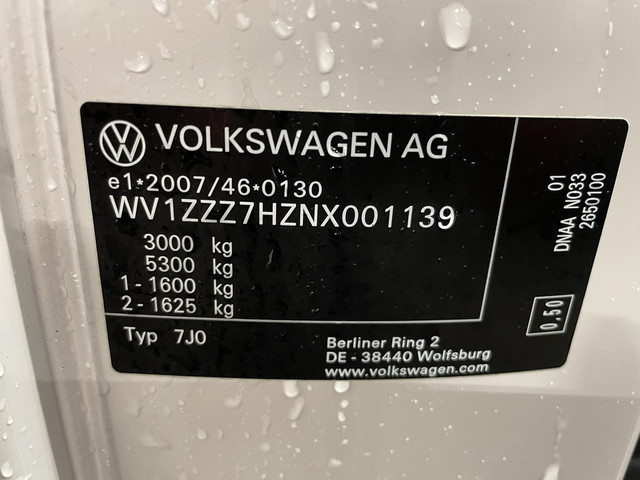 VOLKSWAGEN AG
e1*2007/46*0130
WV1ZZZ7HZNX001139
3000 kg
5300 kg
1 - 1600 kg
2 - 1625 kg
Typ 7J0
Berliner Ring 2
DE - 38440 Wolfsburg
www.volkswagen.com
01
DNAA N033
2650100
0.50